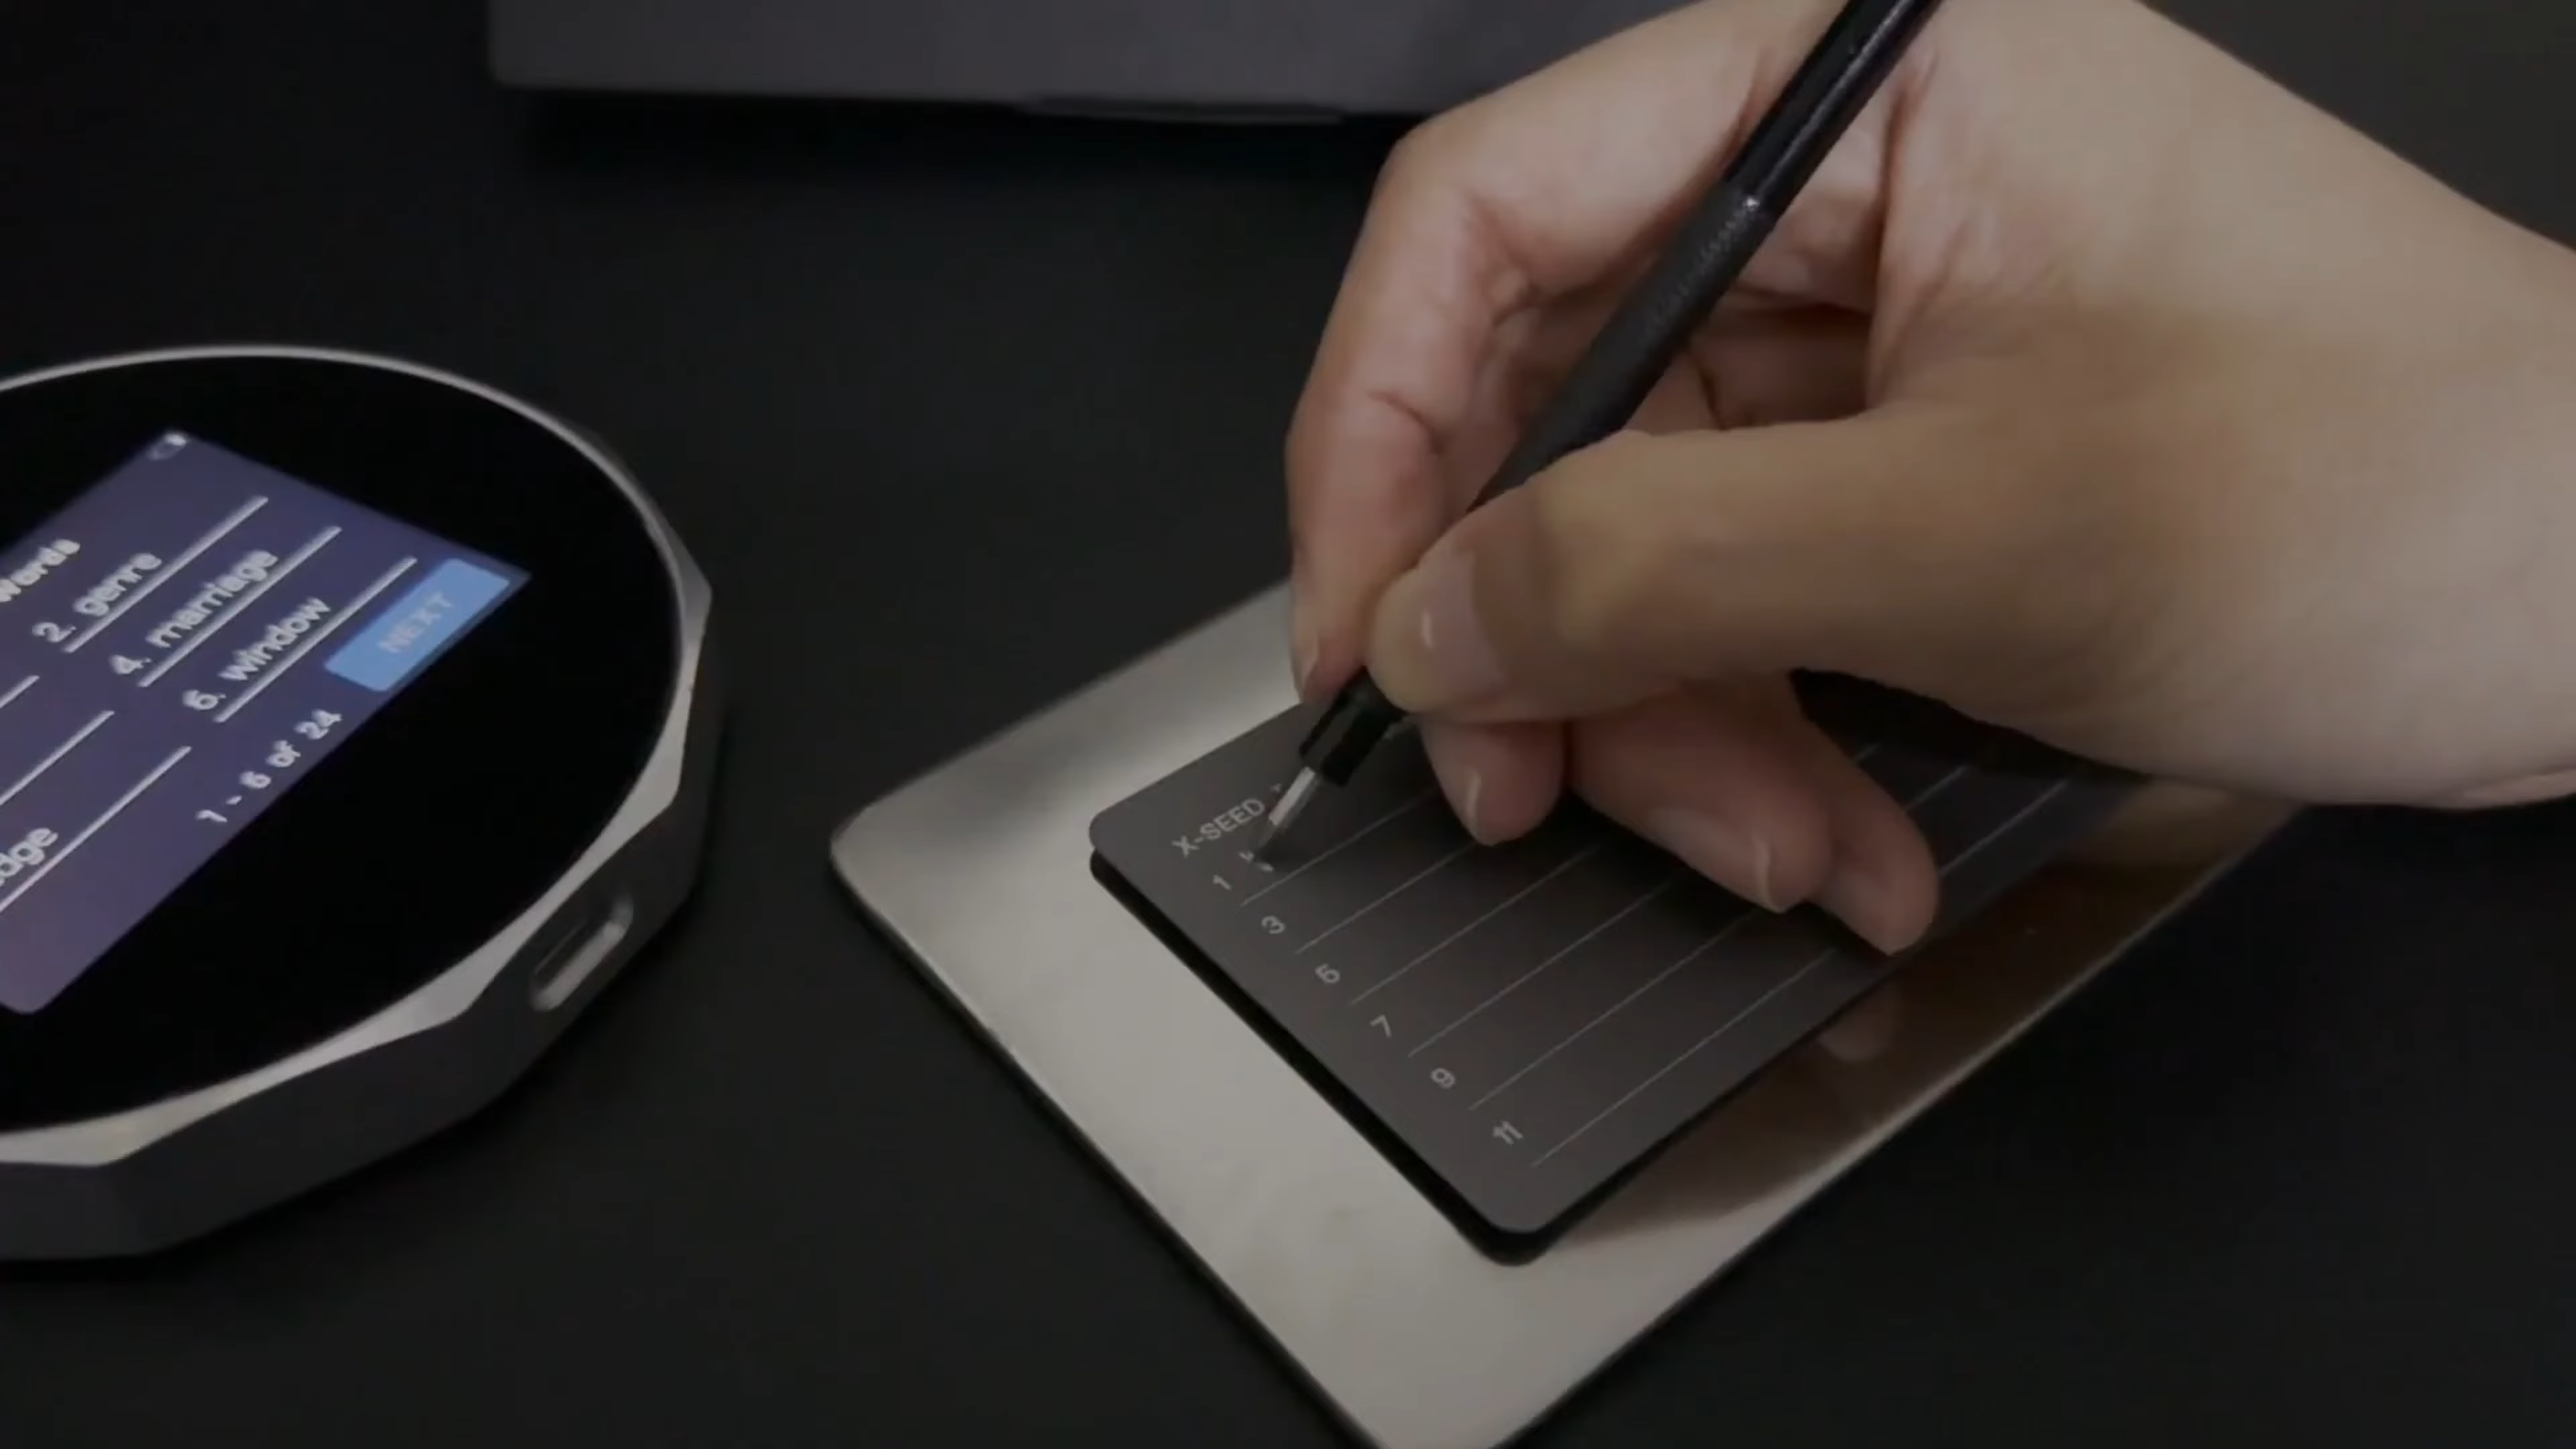 Words
2. genre
4. marriage
6. window
NEXT
1 - 6 of 24
X-SEED
1
3
5
7
9
11